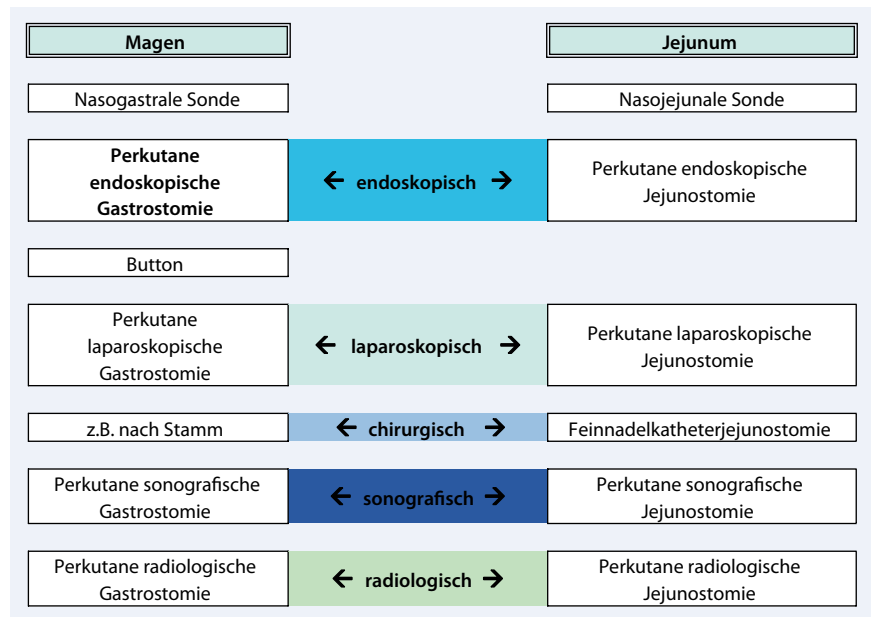 Magen
Jejunum
Nasogastrale Sonde
Nasojejunale Sonde
Perkutane
endoskopische
Gastrostomie
← endoskopisch →
Perkutane endoskopische
Jejunostomie
Button
Perkutane
laparoskopische
Gastrostomie
← laparoskopisch →
Perkutane laparoskopische
Jejunostomie
z.B. nach Stamm
← chirurgisch →
Feinnadelkatheterjejunostomie
Perkutane sonografische
Gastrostomie
← sonografisch →
Perkutane sonografische
Jejunostomie
Perkutane radiologische
Gastrostomie
← radiologisch →
Perkutane radiologische
Jejunostomie